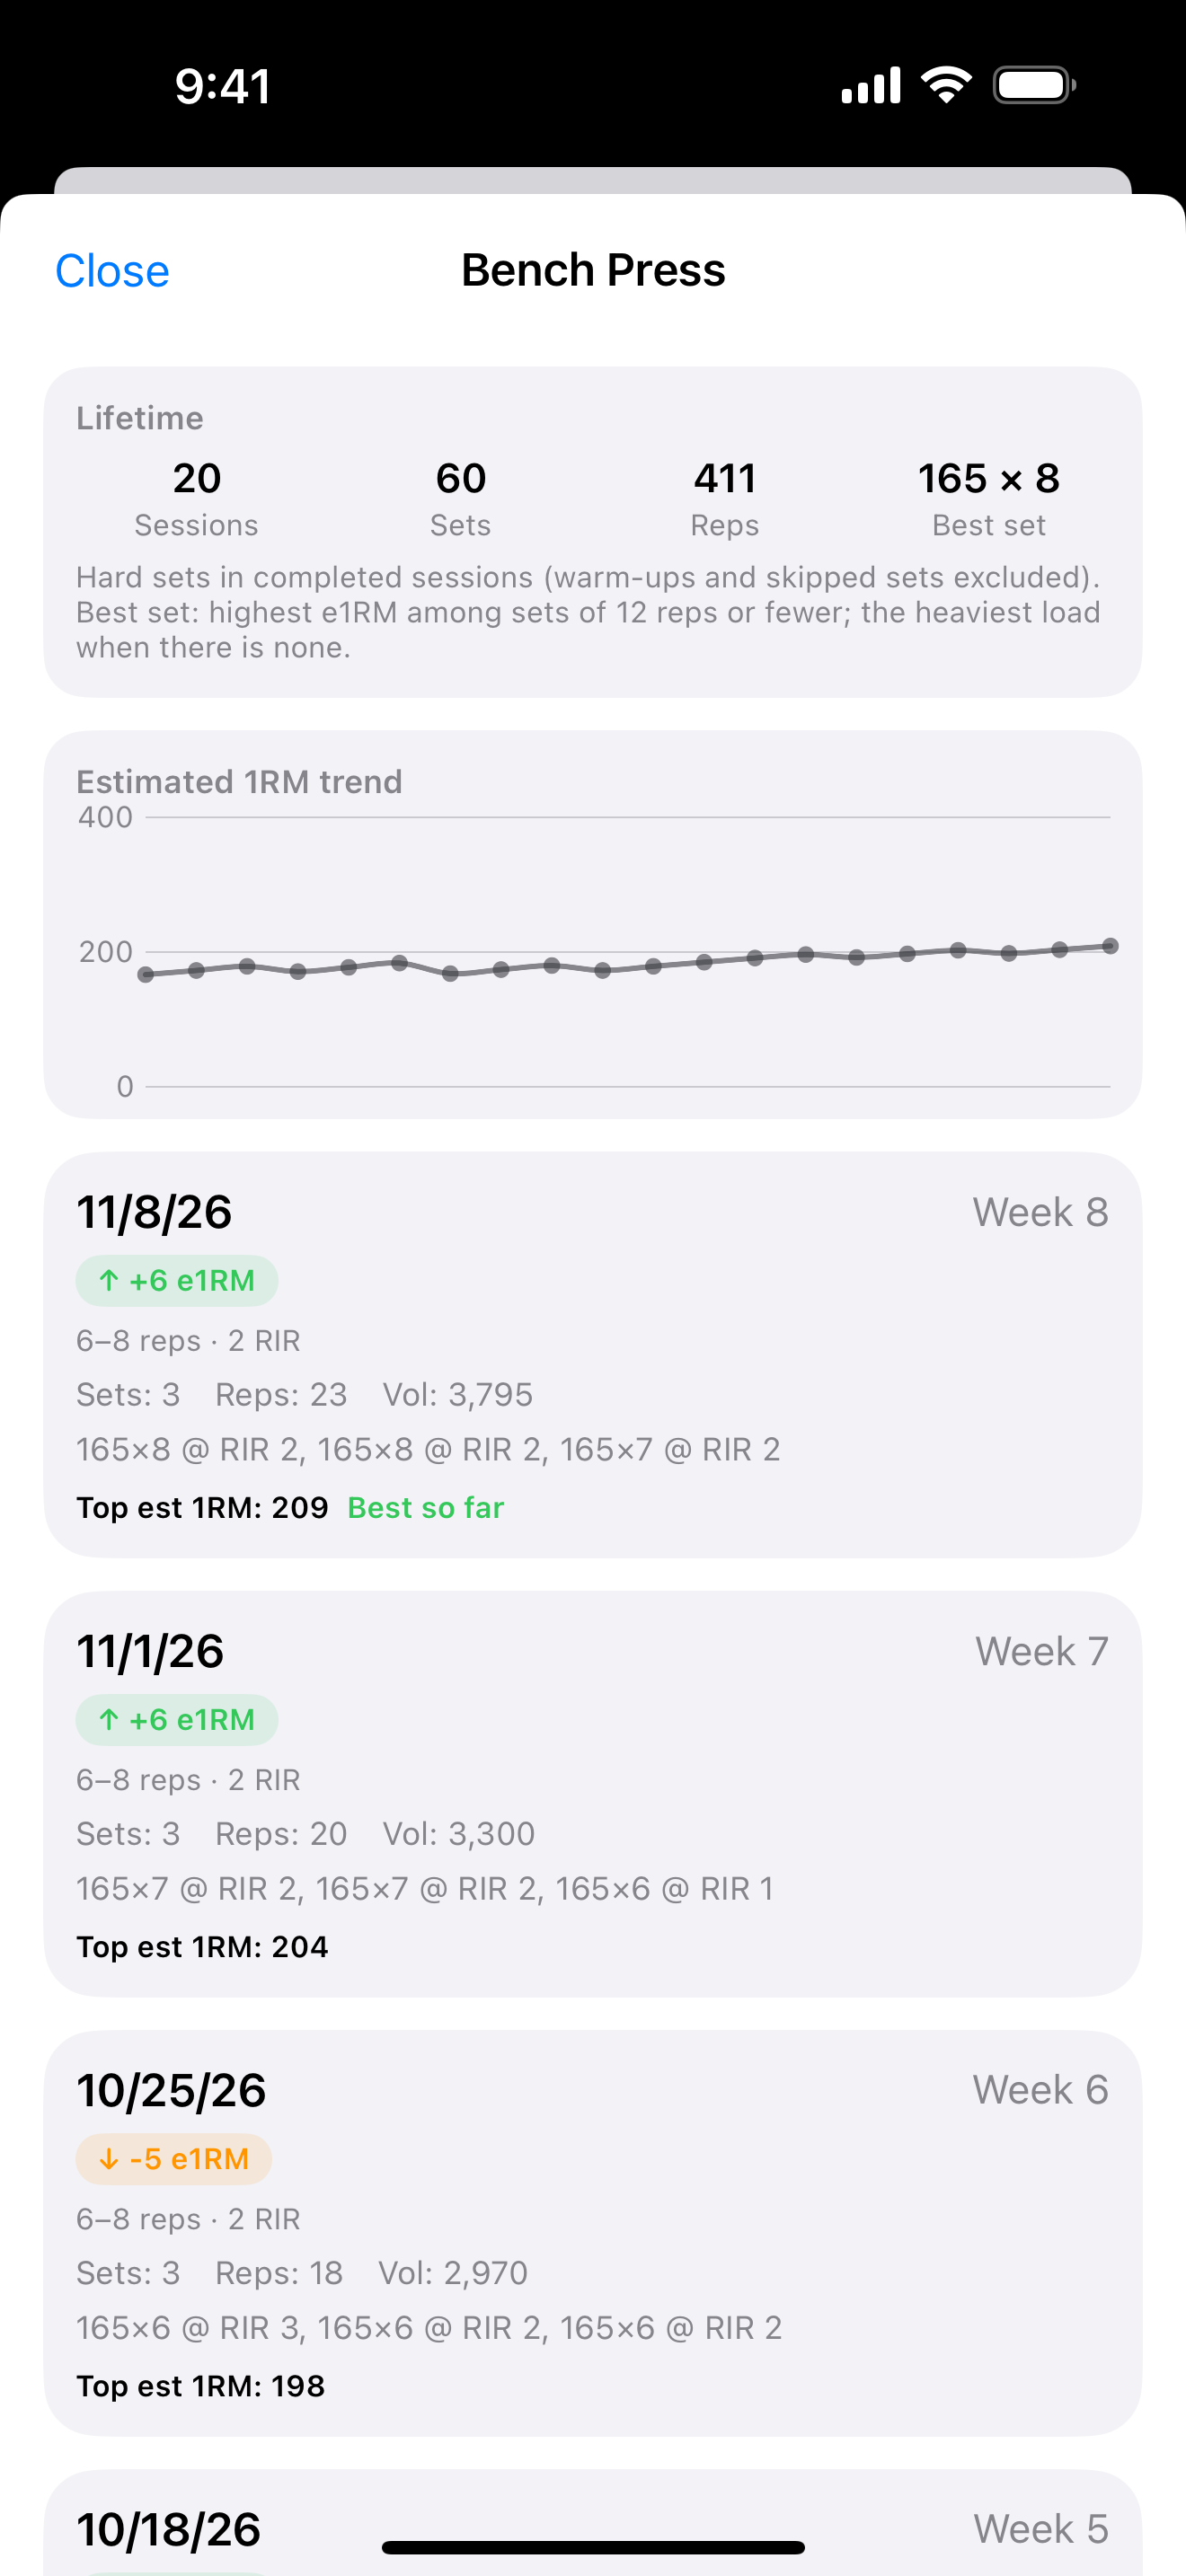 9:41
Close
Bench Press
Lifetime
20
60
411
165 × 8
Sessions
Sets
Reps
Best set
Hard sets in completed sessions (warm-ups and skipped sets excluded).
Best set: highest e1RM among sets of 12 reps or fewer; the heaviest load
when there is none.
Estimated 1RM trend
400
200
0
11/8/26
Week 8
↑ +6 e1RM
6–8 reps · 2 RIR
Sets: 3 Reps: 23 Vol: 3,795
165×8 @ RIR 2, 165×8 @ RIR 2, 165×7 @ RIR 2
Top est 1RM: 209 Best so far
11/1/26
Week 7
↑ +6 e1RM
6–8 reps · 2 RIR
Sets: 3 Reps: 20 Vol: 3,300
165×7 @ RIR 2, 165×7 @ RIR 2, 165×6 @ RIR 1
Top est 1RM: 204
10/25/26
Week 6
↓ -5 e1RM
6–8 reps · 2 RIR
Sets: 3 Reps: 18 Vol: 2,970
165×6 @ RIR 3, 165×6 @ RIR 2, 165×6 @ RIR 2
Top est 1RM: 198
10/18/26
Week 5